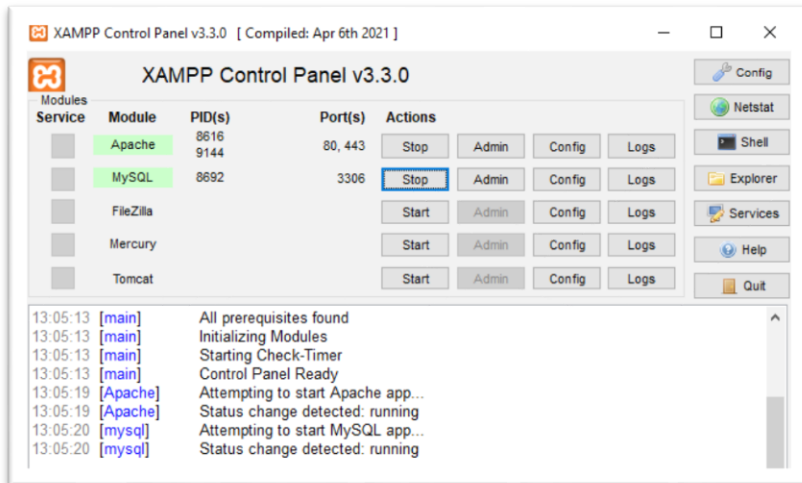 XAMPP Control Panel v3.3.0 [ Compiled: Apr 6th 2021 ]
XAMPP Control Panel v3.3.0
Config
Modules
Service Module PID(s) Port(s) Actions
Netstat
Apache 8616 9144 80, 443 Stop Admin Config Logs
Shell
MySQL 8692 3306 Stop Admin Config Logs
Explorer
FileZilla Start Admin Config Logs
Services
Mercury Start Admin Config Logs
Help
Tomcat Start Admin Config Logs
Quit
13:05:13 [main] All prerequisites found
13:05:13 [main] Initializing Modules
13:05:13 [main] Starting Check-Timer
13:05:13 [main] Control Panel Ready
13:05:19 [Apache] Attempting to start Apache app...
13:05:19 [Apache] Status change detected: running
13:05:20 [mysql] Attempting to start MySQL app...
13:05:20 [mysql] Status change detected: running